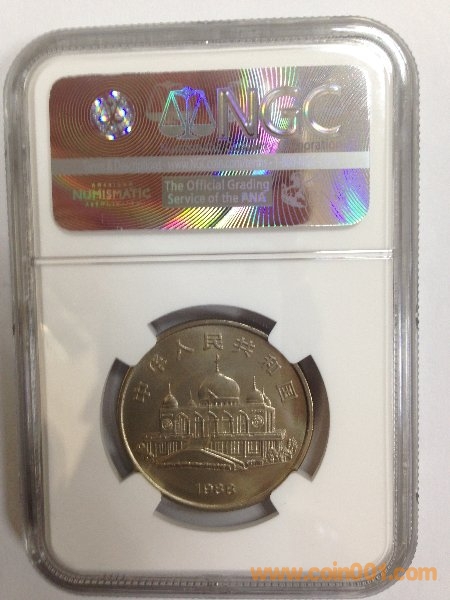 NGC
AMERICAN
NUMISMATIC
ASSOCIATION
The Official Grading
Service of the ANA
中华人民共和国
1988
www.coin001.com